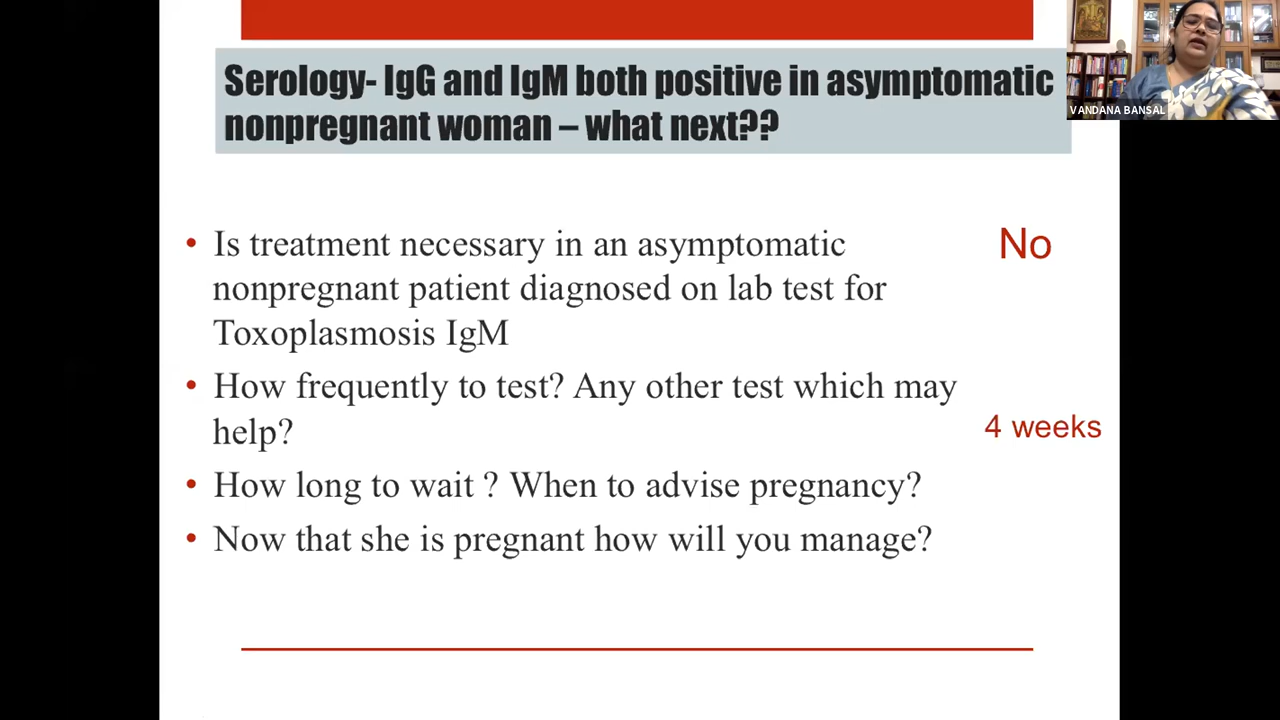 Serology- IgG and IgM both positive in asymptomatic
nonpregnant woman – what next??
VANDANA BANSAL
• Is treatment necessary in an asymptomatic
nonpregnant patient diagnosed on lab test for
Toxoplasmosis IgM
No
• How frequently to test? Any other test which may
help?
4 weeks
• How long to wait ? When to advise pregnancy?
• Now that she is pregnant how will you manage?